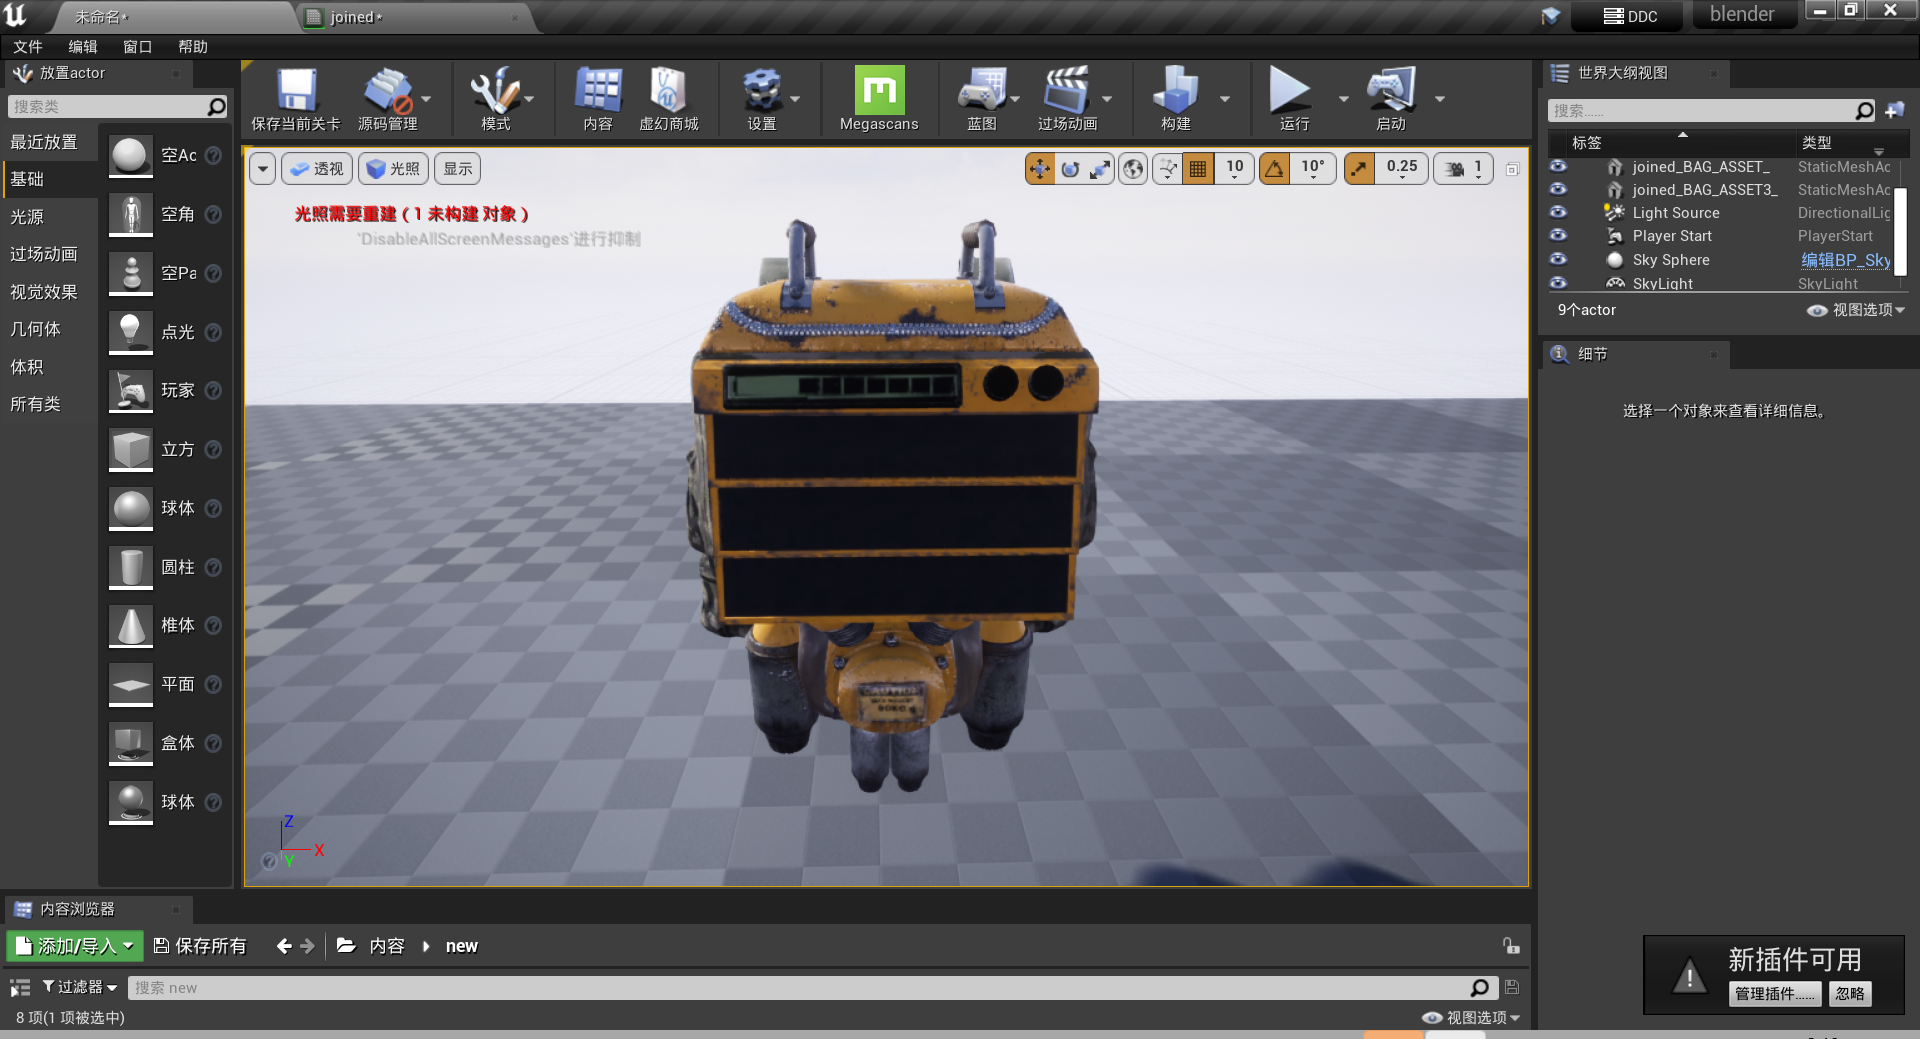 未命名*
joined*
DDC
blender
文件 编辑 窗口 帮助
放置actor
搜索类
最近放置
基础
光源
过场动画
视觉效果
几何体
体积
所有类
空Ac
空角
空Pa
点光
玩家
立方
球体
圆柱
椎体
平面
盒体
球体
保存当前关卡
源码管理
模式
内容
虚幻商城
设置
Megascans
蓝图
过场动画
构建
运行
启动
透视
光照
显示
10
10°
0.25
1
光照需要重建 ( 1 未构建 对象 )
'DisableAllScreenMessages'进行抑制
CAUTION
Z
X
Y
世界大纲视图
搜索......
标签 类型
joined_BAG_ASSET_ StaticMeshAc
joined_BAG_ASSET3_ StaticMeshAc
Light Source DirectionalLig
Player Start PlayerStart
Sky Sphere 编辑BP_Sky
SkyLight SkyLight
9个actor
视图选项
细节
选择一个对象来查看详细信息。
内容浏览器
添加/导入
保存所有
内容
new
过滤器
搜索 new
8 项(1 项被选中)
视图选项
新插件可用
管理插件......
忽略